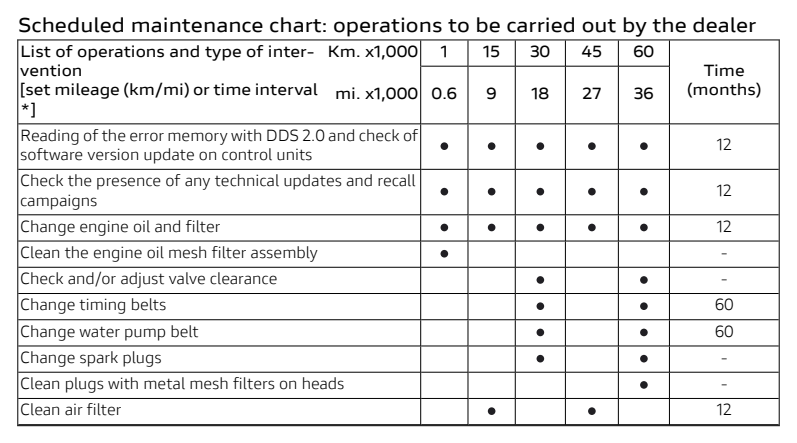 Scheduled maintenance chart: operations to be carried out by the dealer
List of operations and type of inter- Km. x1,000 1 15 30 45 60 Time (months)
vention
[set mileage (km/mi) or time interval mi. x1,000 0.6 9 18 27 36
*]
Reading of the error memory with DDS 2.0 and check of ● ● ● ● ● 12
software version update on control units
Check the presence of any technical updates and recall ● ● ● ● ● 12
campaigns
Change engine oil and filter ● ● ● ● ● 12
Clean the engine oil mesh filter assembly ● -
Check and/or adjust valve clearance ● ● -
Change timing belts ● ● 60
Change water pump belt ● ● 60
Change spark plugs ● ● -
Clean plugs with metal mesh filters on heads ● -
Clean air filter ● ● 12